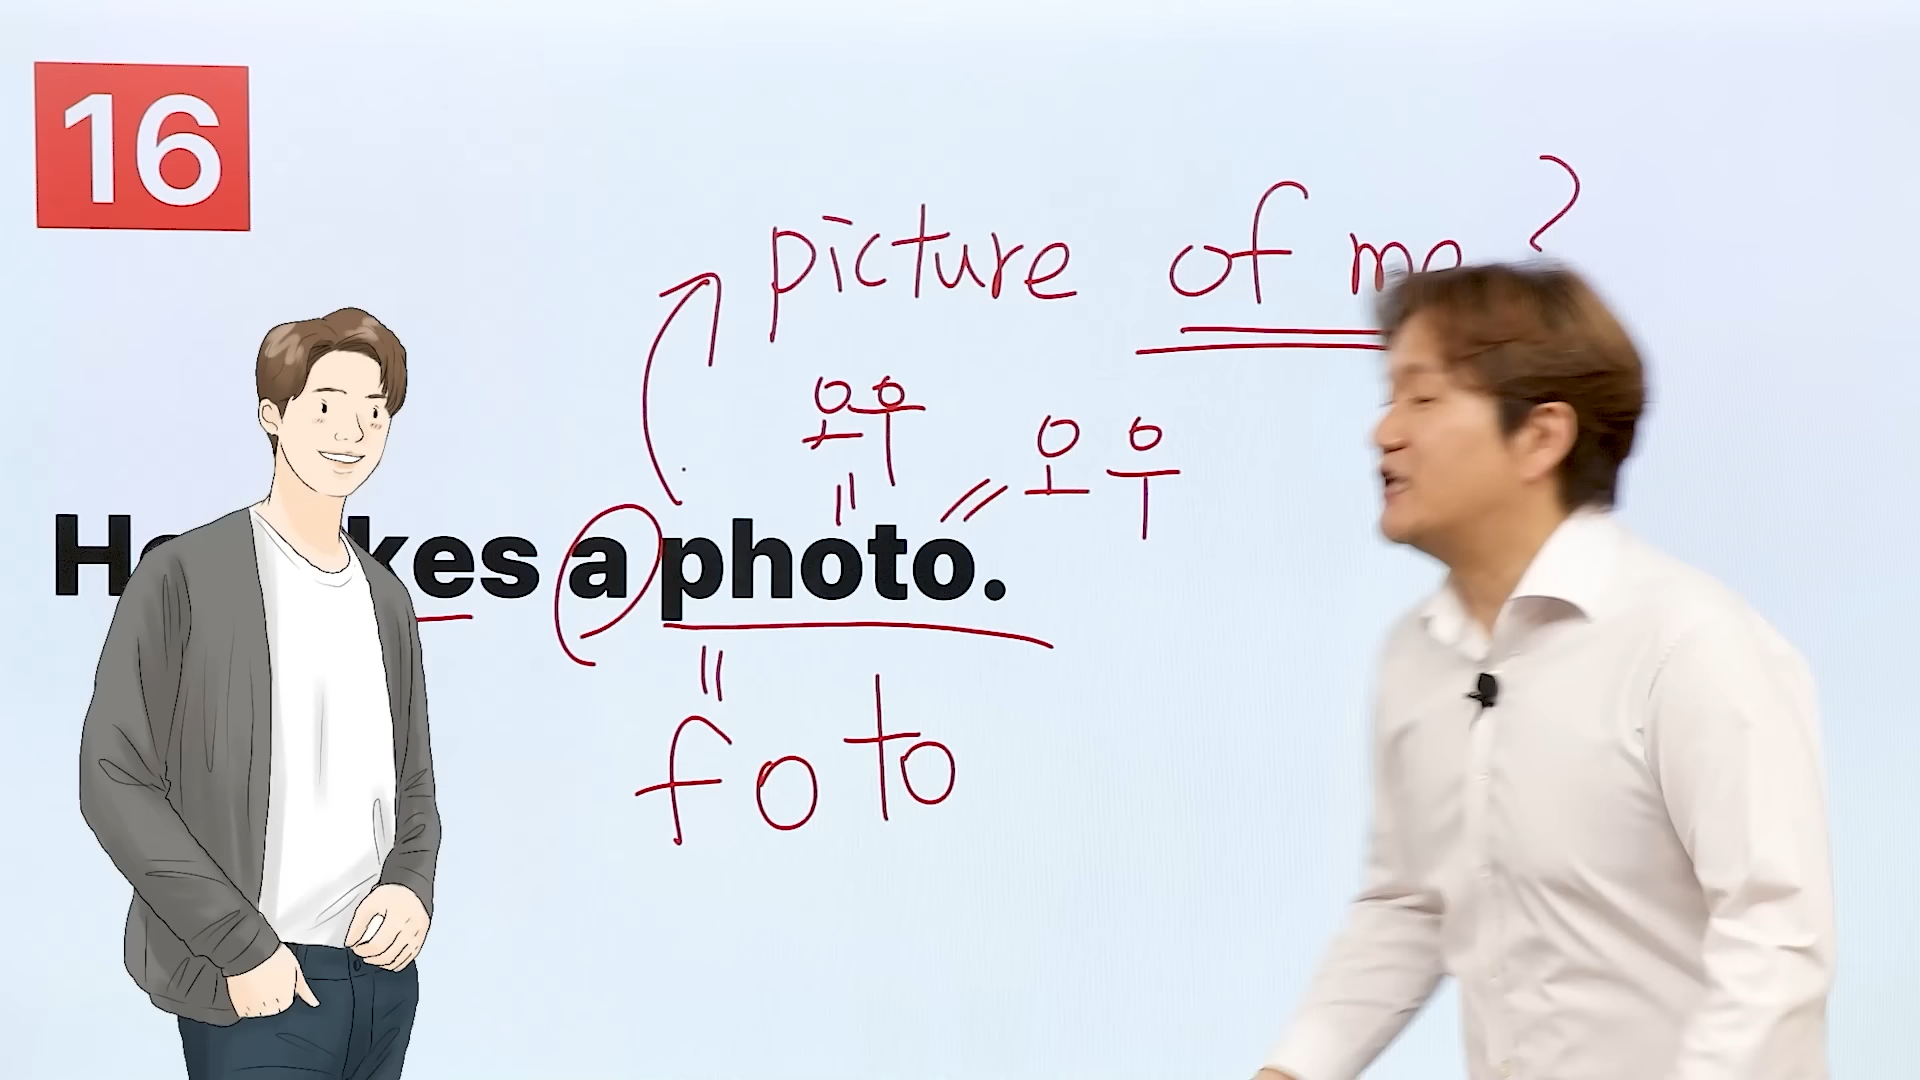 16
picture of me?
오우
오우
kes a photo.
foto